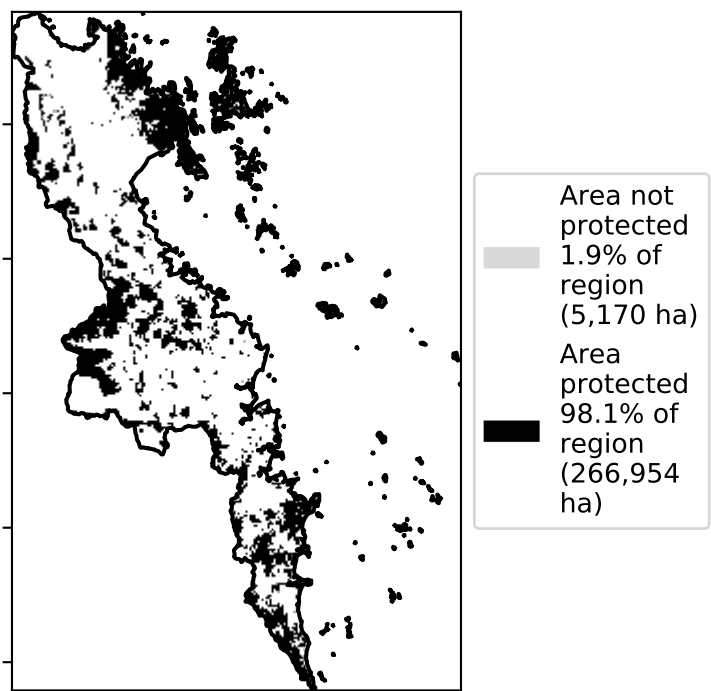 Area not
protected
1.9% of
region
(5,170 ha)
Area
protected
98.1% of
region
(266,954
ha)